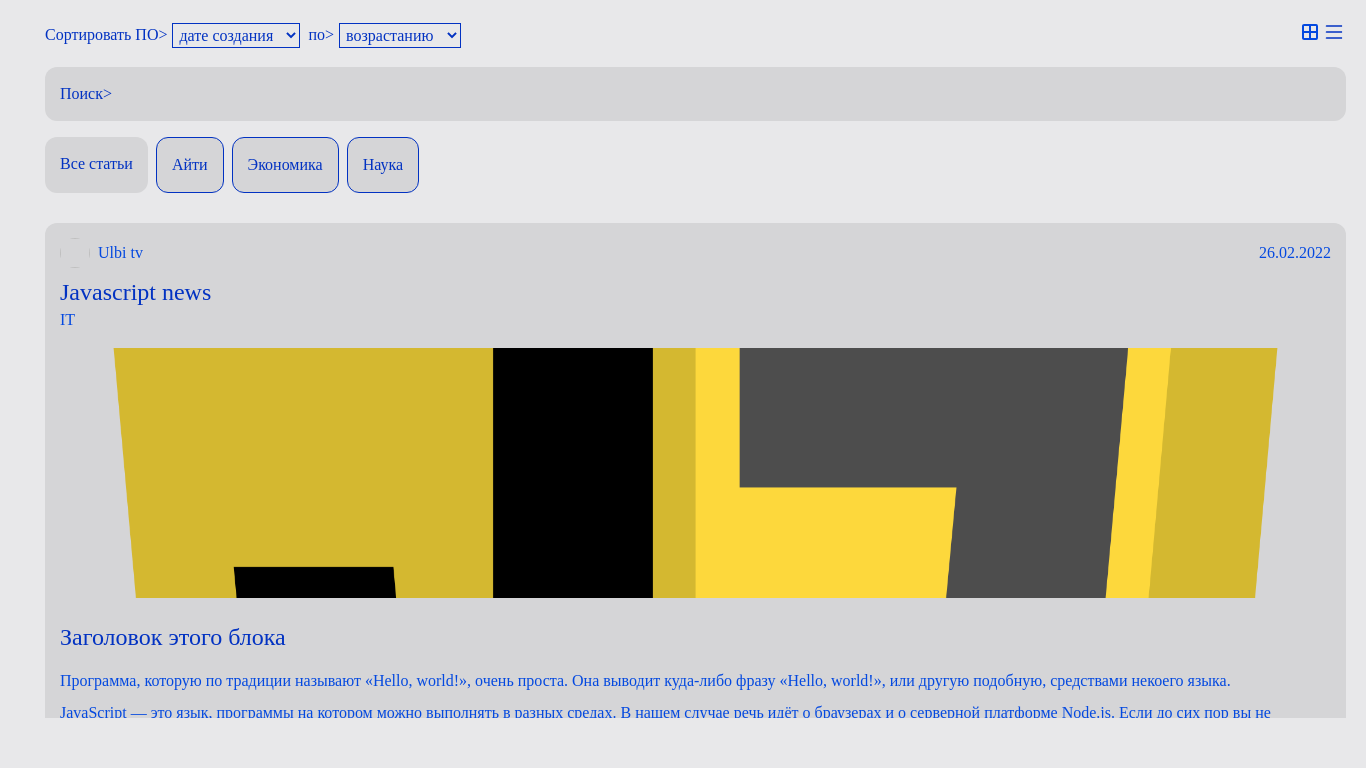 Сортировать ПО> дате создания по> возрастанию
Поиск>
Все статьи Айти Экономика Наука
Ulbi tv 26.02.2022
Javascript news
IT
Заголовок этого блока
Программа, которую по традиции называют «Hello, world!», очень проста. Она выводит куда-либо фразу «Hello, world!», или другую подобную, средствами некоего языка.
JavaScript — это язык, программы на котором можно выполнять в разных средах. В нашем случае речь идёт о браузерах и о серверной платформе Node.js. Если до сих пор вы не